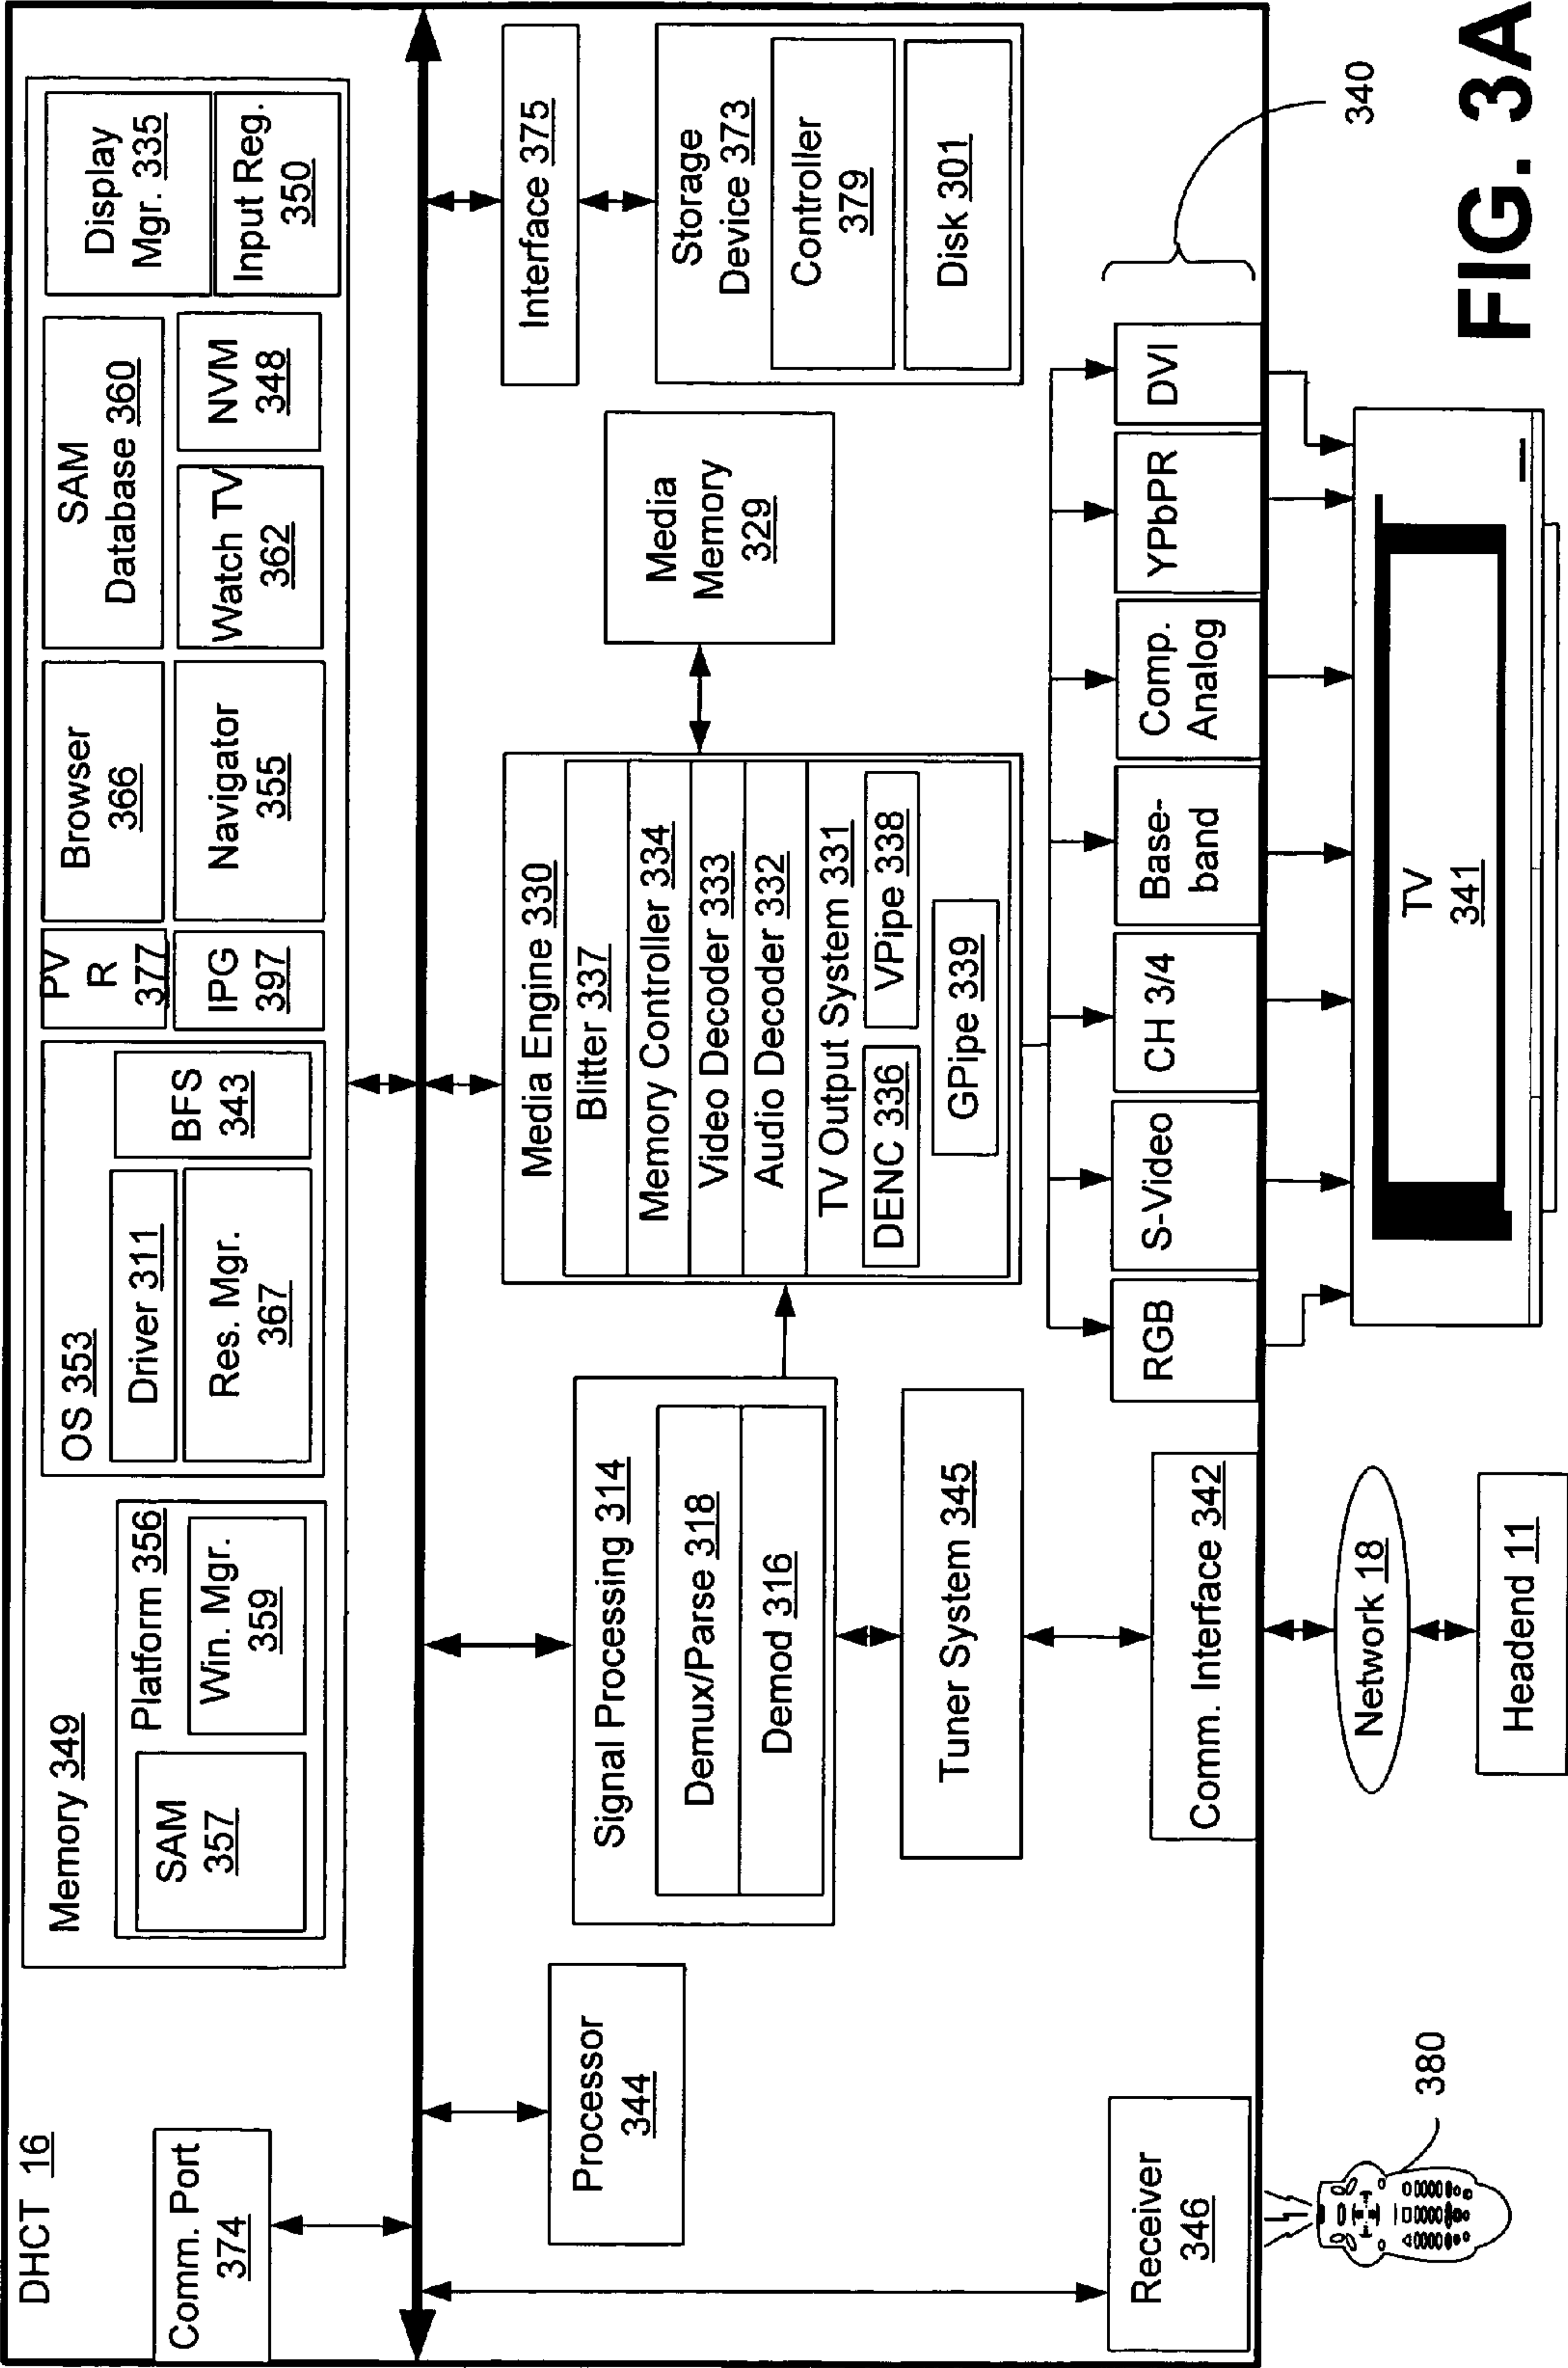 DHCT 16
Comm. Port
374
Memory 349
Platform 356
SAM
357
Win. Mgr.
359
OS 353
Driver 311
Res. Mgr.
367
BFS
343
PV
R
377
IPG
397
Browser
366
Navigator
355
SAM
Database 360
Watch TV
362
NVM
348
Display
Mgr. 335
Input Reg.
350
Processor
344
Signal Processing 314
Demux/Parse 318
Demod 316
Tuner System 345
Comm. Interface 342
Media Engine 330
Blitter 337
Memory Controller 334
Video Decoder 333
Audio Decoder 332
TV Output System 331
DENC 336
VPipe 338
GPipe 339
Media
Memory
329
Interface 375
Storage
Device 373
Controller
379
Disk 301
Receiver
346
RGB
S-Video
CH 3/4
Base-
band
Comp.
Analog
YPbPR
DVI
340
380
Network 18
Headend 11
TV
341
FIG. 3A